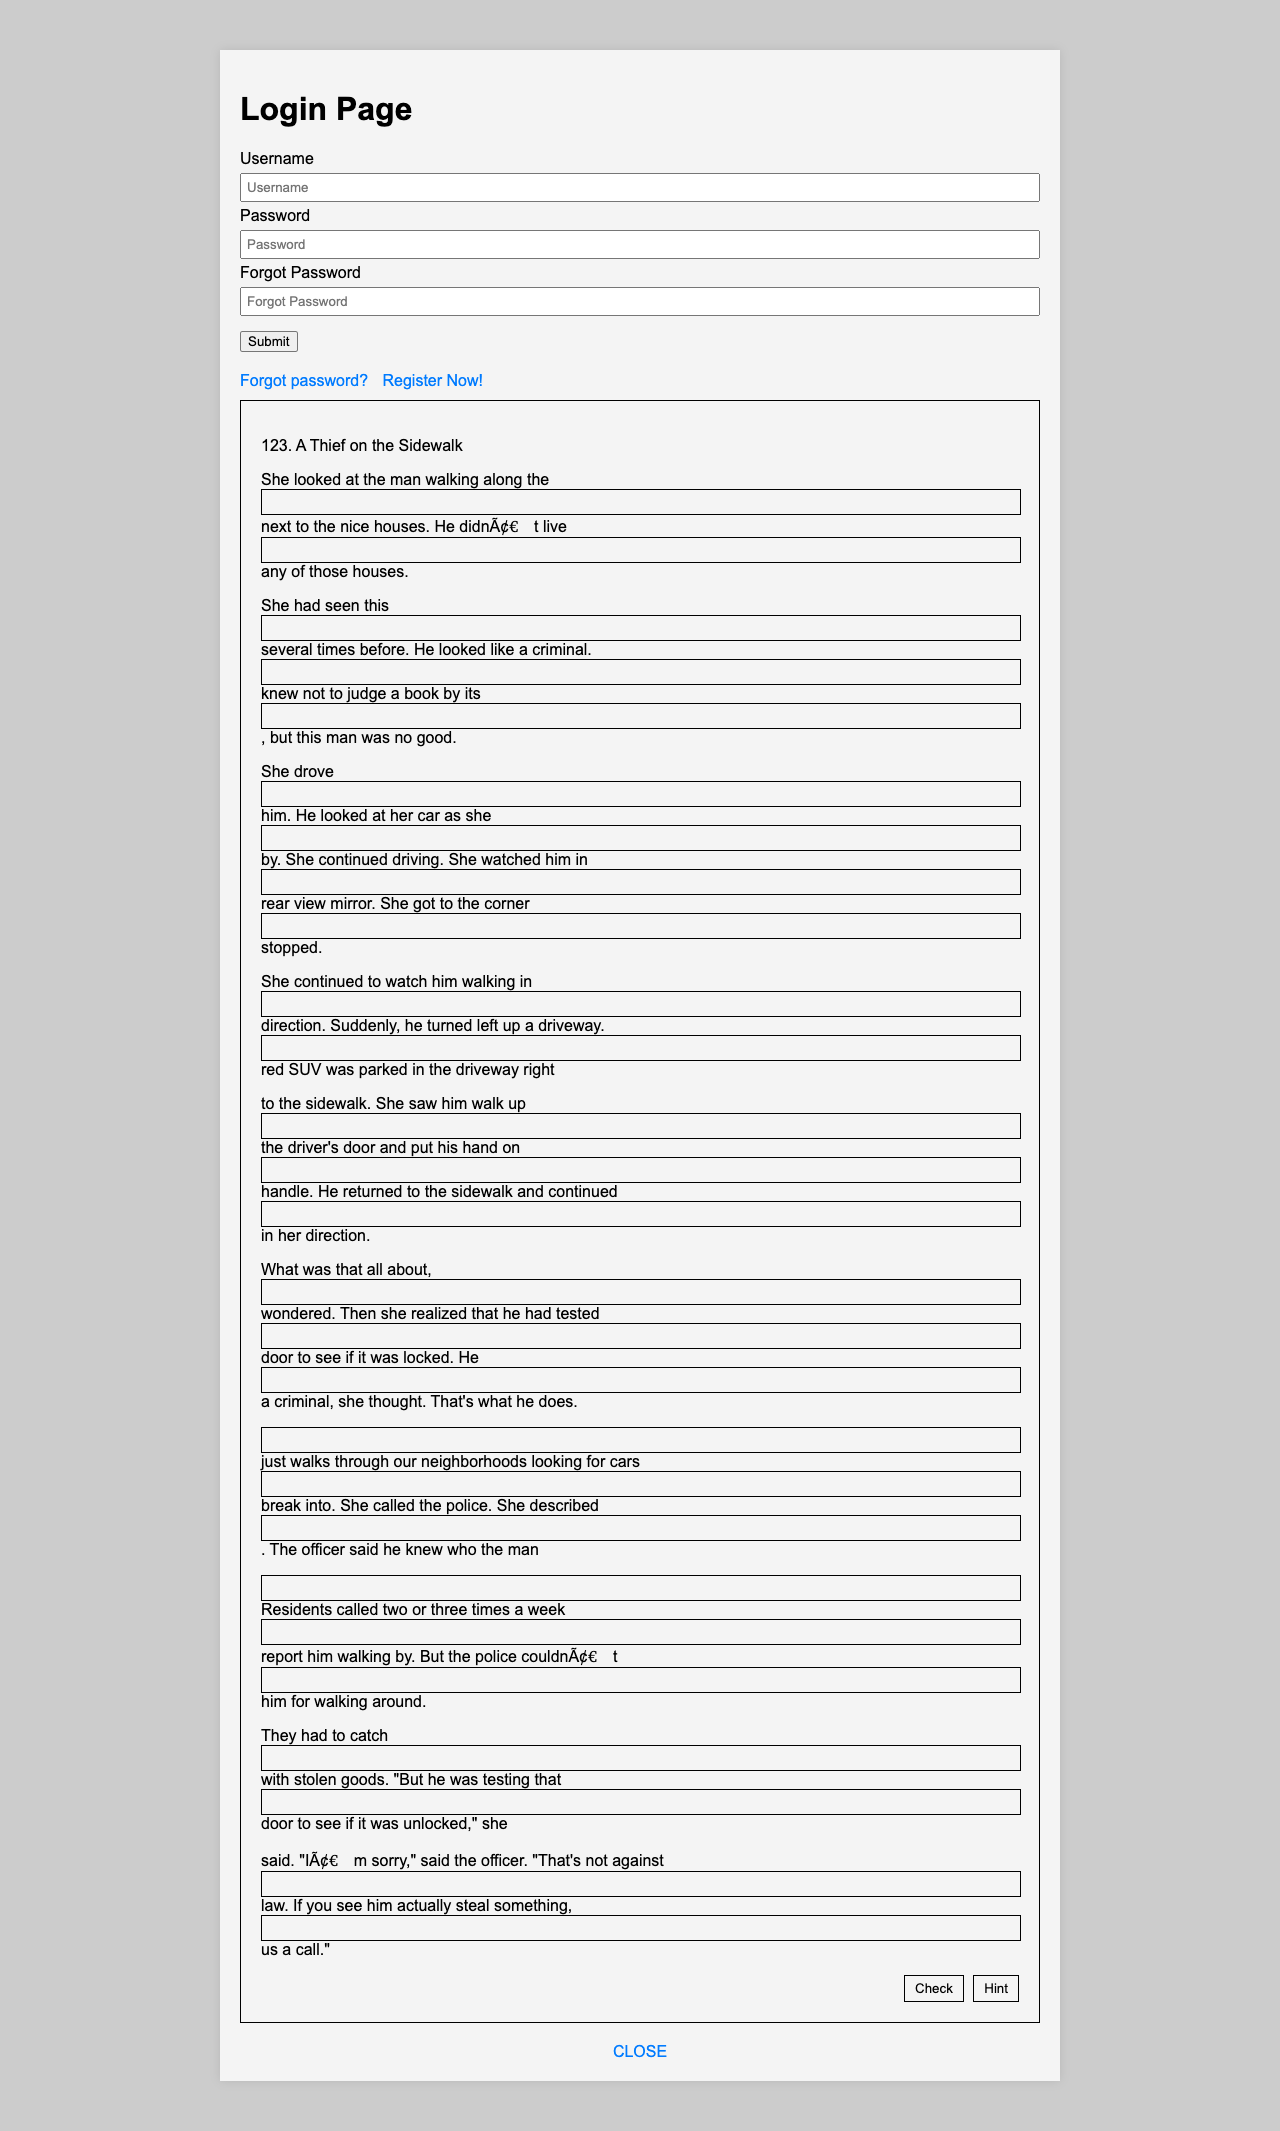 Login Page
Username
Username
Password
Password
Forgot Password
Forgot Password
Submit
Forgot password? Register Now!
123. A Thief on the Sidewalk
She looked at the man walking along the
next to the nice houses. He didnÃ¢€ t live
any of those houses.
She had seen this
several times before. He looked like a criminal.
knew not to judge a book by its
, but this man was no good.
She drove
him. He looked at her car as she
by. She continued driving. She watched him in
rear view mirror. She got to the corner
stopped.
She continued to watch him walking in
direction. Suddenly, he turned left up a driveway.
red SUV was parked in the driveway right
to the sidewalk. She saw him walk up
the driver's door and put his hand on
handle. He returned to the sidewalk and continued
in her direction.
What was that all about,
wondered. Then she realized that he had tested
door to see if it was locked. He
a criminal, she thought. That's what he does.
just walks through our neighborhoods looking for cars
break into. She called the police. She described
. The officer said he knew who the man
Residents called two or three times a week
report him walking by. But the police couldnÃ¢€ t
him for walking around.
They had to catch
with stolen goods. "But he was testing that
door to see if it was unlocked," she
said. "IÃ¢€ m sorry," said the officer. "That's not against
law. If you see him actually steal something,
us a call."
Check Hint
CLOSE